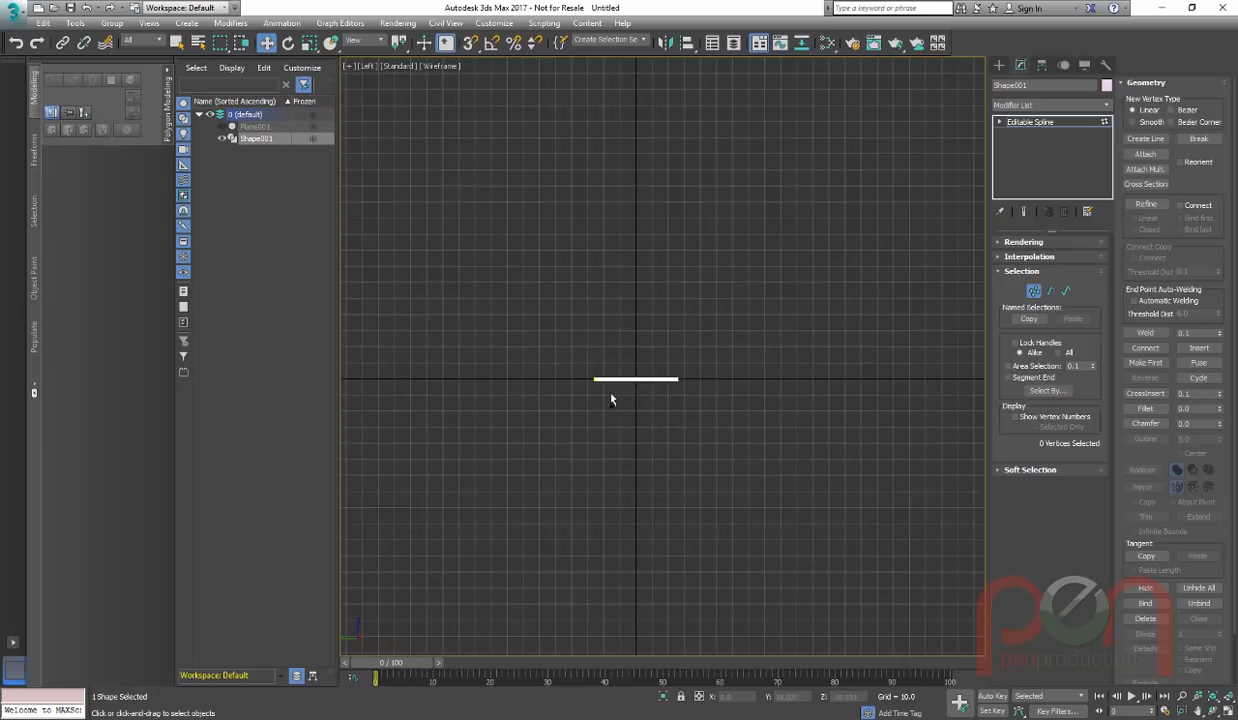 Autodesk 3ds Max 2017 - Not for Resale   Untitled
Workspace: Default
Type a keyword or phrase
Sign In
Edit Tools Group Views Create Modifiers Animation Graph Editors Rendering Civil View Customize Scripting Content Help
All
View
Create Selection Se
Select Display Edit Customize
Name (Sorted Ascending) Frozen
0 (default)
Plane001
Shape001
Modeling
Freeform
Selection
Object Paint
Populate
Polygon Modeling
[+] [Left] [Standard] [Wireframe]
Shape001
Modifier List
Editable Spline
Rendering
Interpolation
Selection
Named Selections:
Copy Paste
Lock Handles
Alike All
Area Selection: 0.1
Segment End
Select By...
Display
Show Vertex Numbers
Selected Only
0 Vertices Selected
Soft Selection
Geometry
New Vertex Type
Linear Bezier
Smooth Bezier Corner
Create Line Break
Attach
Reorient
Attach Mult.
Cross Section
Refine Connect
Linear Bind first
Closed Bind last
Connect Copy
Connect
Threshold Dist 0.1
End Point Auto-Welding
Automatic Welding
Threshold Dist 6.0
Weld 0.1
Connect Insert
Make First Fuse
Reverse Cycle
CrossInsert 0.1
Fillet 0.0
Chamfer 0.0
Outline 0.0
Center
Boolean
Mirror
Copy About Pivot
Trim Extend
Infinite Bounds
Tangent
Copy Paste
Paste Length
Hide Unhide All
Bind Unbind
Delete Close
Divide 1
Detach Same Shp
Reorient
Copy
pen
penproduction
0 / 100
Workspace: Default
0 10 20 30 40 50 60 70 80 90 100
1 Shape Selected
Welcome to MAXSc
Click or click-and-drag to select objects
X: 0.0 Y: Z: Grid = 10.0
Add Time Tag
Auto Key Selected
Set Key Key Filters...
0